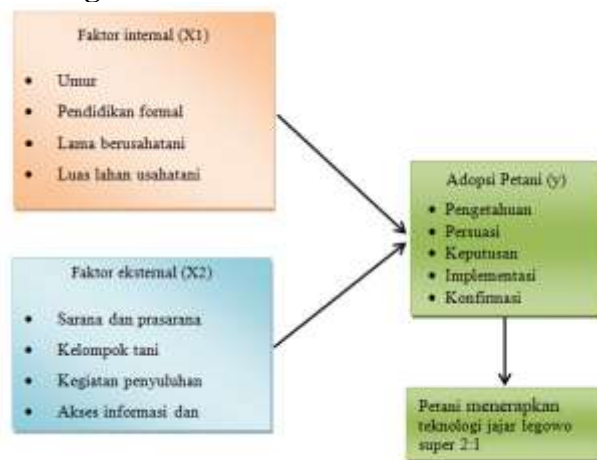 Faktor internal (X1)
• Umur
• Pendidikan formal
• Lama berusahatani
• Luas lahan usahatani
Faktor eksternal (X2)
• Sarana dan prasarana
• Kelompok tani
• Kegiatan penyuluhan
• Akses informasi dan
Adopsi Petani (y)
• Pengetahuan
• Persuasi
• Keputusan
• Implementasi
• Konfirmasi
Petani menerapkan
teknologi jajar legowo
super 2:1